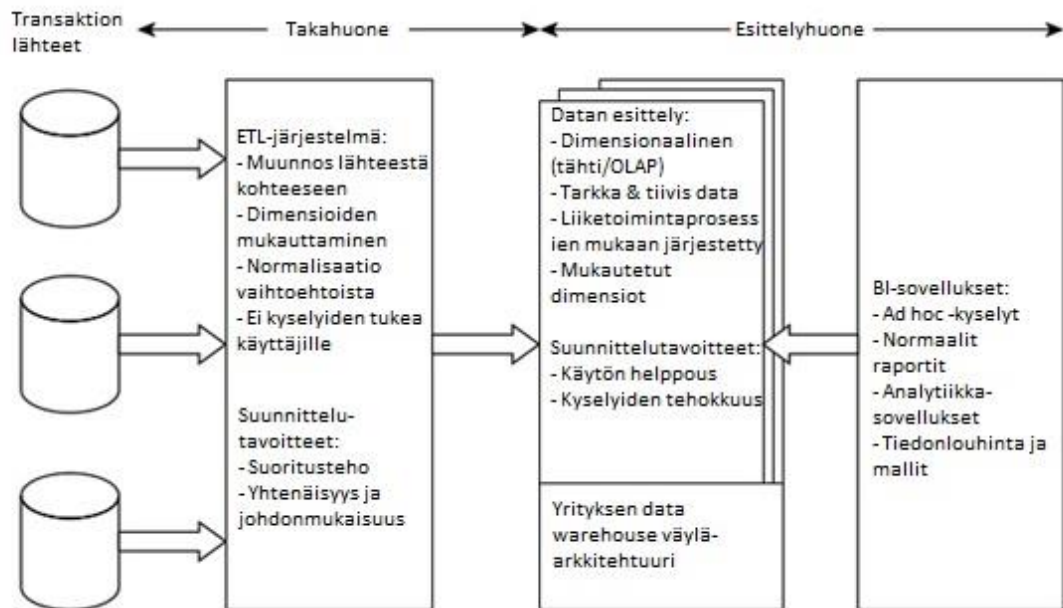 Transaktion
lähteet
Takahuone
Esittelyhuone
ETL-järjestelmä:
- Muunnos lähteestä
kohteeseen
- Dimensioiden
mukauttaminen
- Normalisaatio
vaihtoehtoista
- Ei kyselyiden tukea
käyttäjille
Suunnittelu-
tavoitteet:
- Suoritusteho
- Yhtenäisyys ja
johdonmukaisuus
Datan esittely:
- Dimensionaalinen
(tähti/OLAP)
- Tarkka & tiivis data
- Liiketoimintaprosess
ien mukaan järjestetty
- Mukautetut
dimensiot
Suunnittelutavoitteet:
- Käytön helppous
- Kyselyiden tehokkuus
Yrityksen data
warehouse väylä-
arkkitehtuuri
BI-sovellukset:
- Ad hoc -kyselyt
- Normaalit
raportit
- Analytiikka-
sovellukset
- Tiedonlouhinta ja
mallit